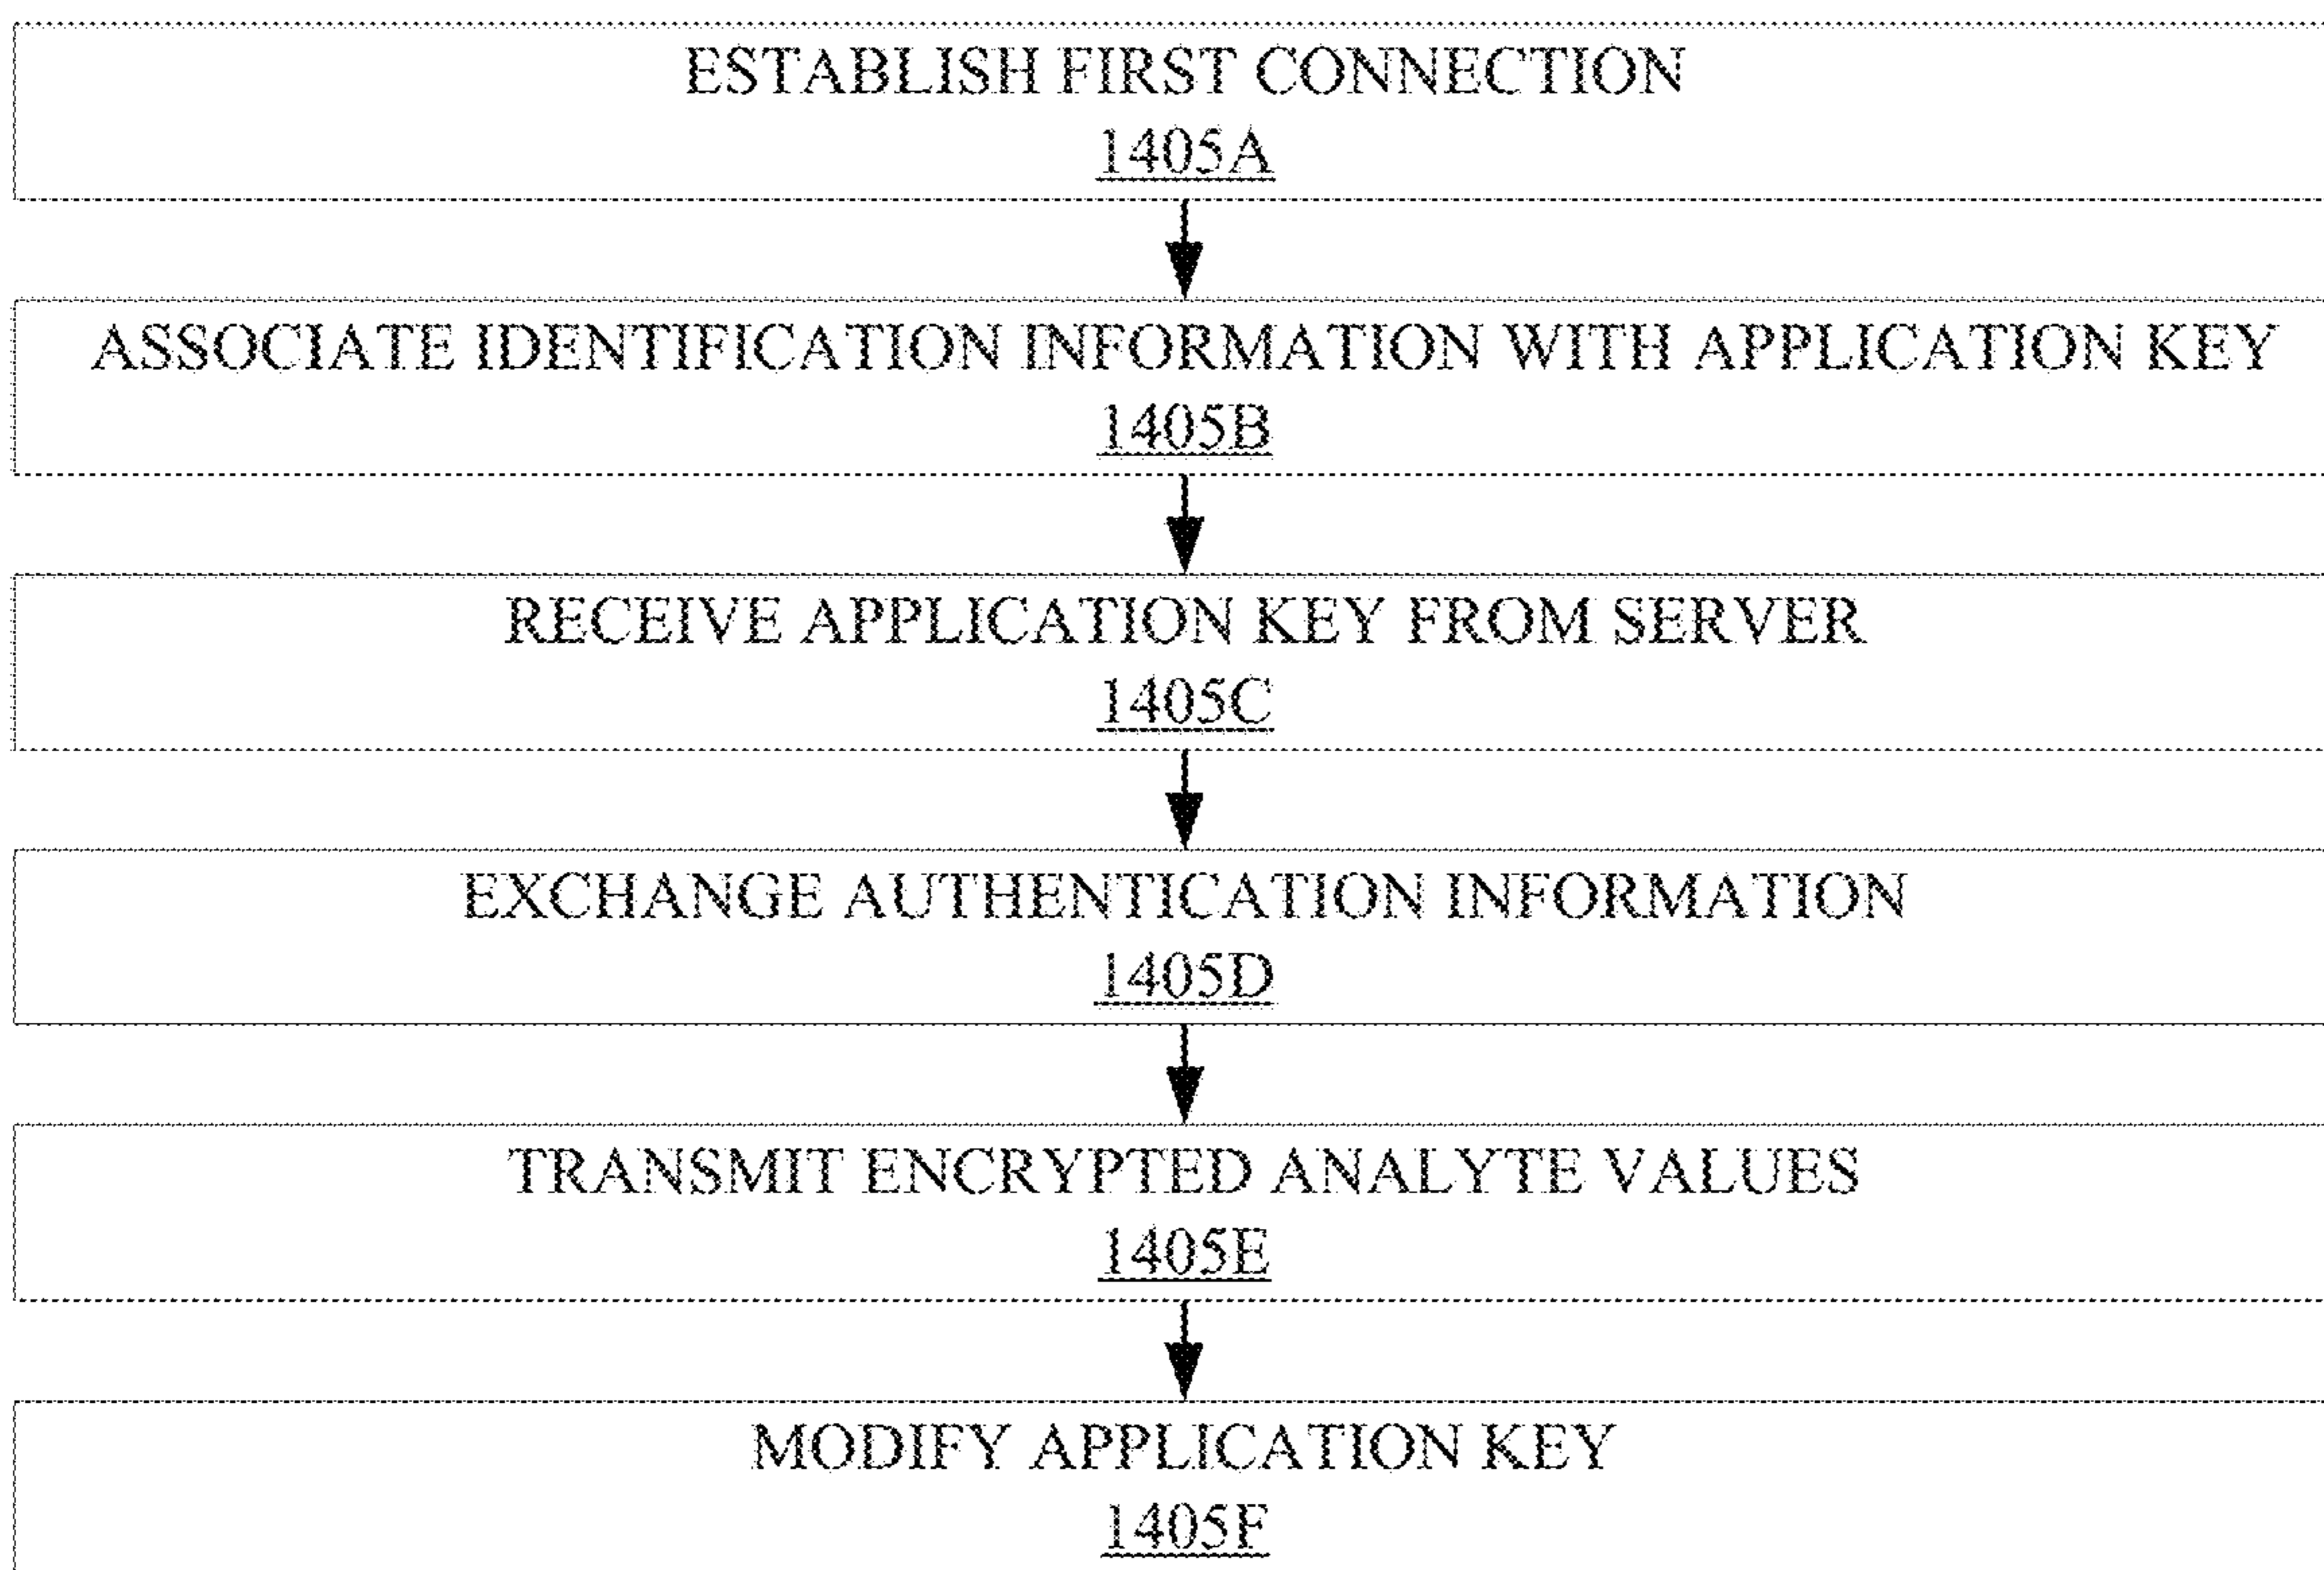 ESTABLISH FIRST CONNECTION
1405A
ASSOCIATE IDENTIFICATION INFORMATION WITH APPLICATION KEY
1405B
RECEIVE APPLICATION KEY FROM SERVER
1405C
EXCHANGE AUTHENTICATION INFORMATION
1405D
TRANSMIT ENCRYPTED ANALYTE VALUES
1405E
MODIFY APPLICATION KEY
1405F